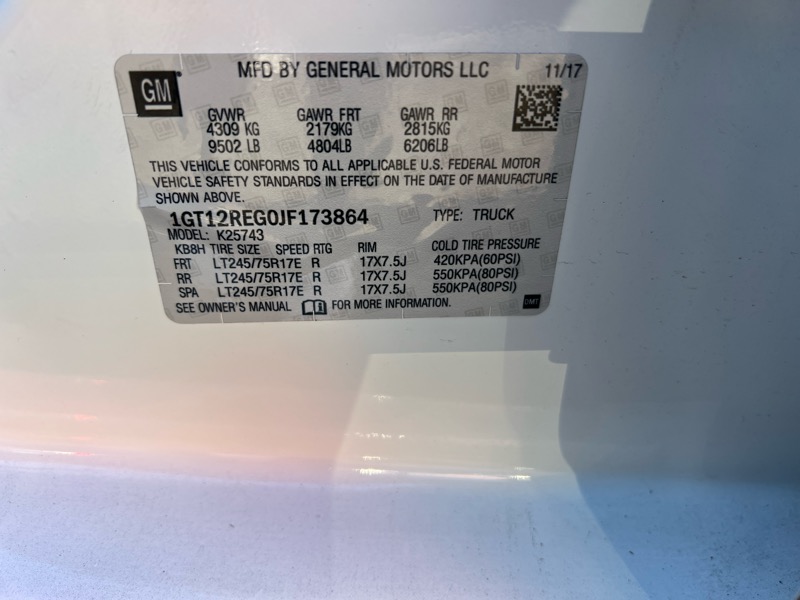 GM MFD BY GENERAL MOTORS LLC 11/17
GVWR GAWR FRT GAWR RR
4309 KG 2179KG 2815KG
9502 LB 4804LB 6206LB
THIS VEHICLE CONFORMS TO ALL APPLICABLE U.S. FEDERAL MOTOR
VEHICLE SAFETY STANDARDS IN EFFECT ON THE DATE OF MANUFACTURE
SHOWN ABOVE.
1GT12REG0JF173864 TYPE: TRUCK
MODEL: K25743
KB8H TIRE SIZE SPEED RTG RIM COLD TIRE PRESSURE
FRT LT245/75R17E R 17X7.5J 420KPA(60PSI)
RR LT245/75R17E R 17X7.5J 550KPA(80PSI)
SPA LT245/75R17E R 17X7.5J 550KPA(80PSI)
SEE OWNER'S MANUAL FOR MORE INFORMATION. DMT